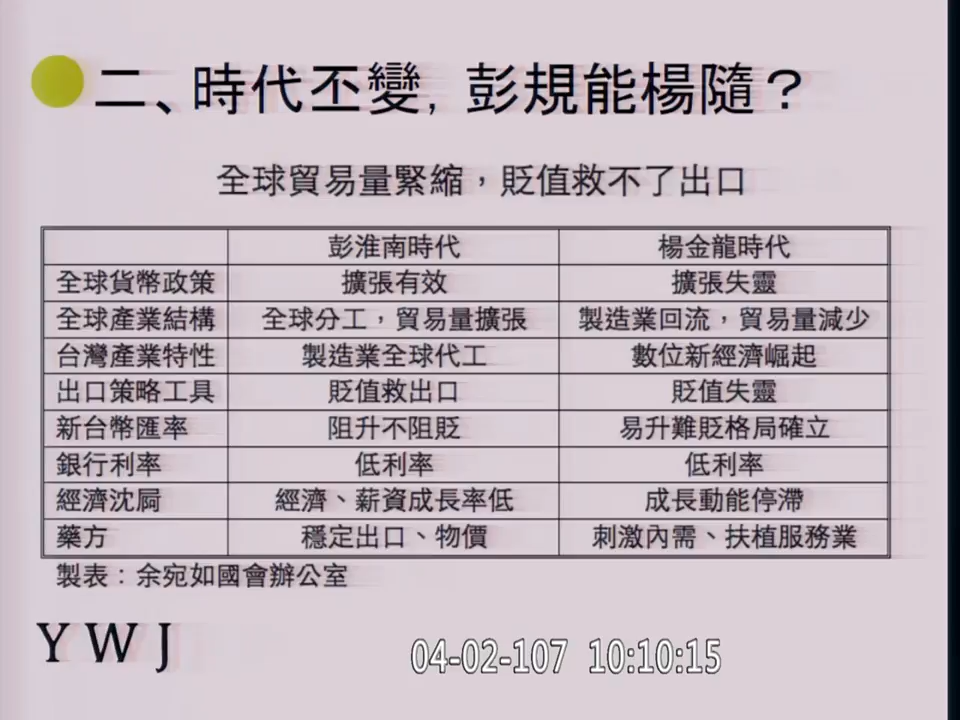 二、時代丕變，彭規能楊隨？
全球貿易量緊縮，貶值救不了出口
彭淮南時代 楊金龍時代
全球貨幣政策 擴張有效 擴張失靈
全球產業結構 全球分工，貿易量擴張 製造業回流，貿易量減少
台灣產業特性 製造業全球代工 數位新經濟崛起
出口策略工具 貶值救出口 貶值失靈
新台幣匯率 阻升不阻貶 易升難貶格局確立
銀行利率 低利率 低利率
經濟沈屙 經濟、薪資成長率低 成長動能停滯
藥方 穩定出口、物價 刺激內需、扶植服務業
製表：余宛如國會辦公室
YWJ
04-02-107 10:10:15